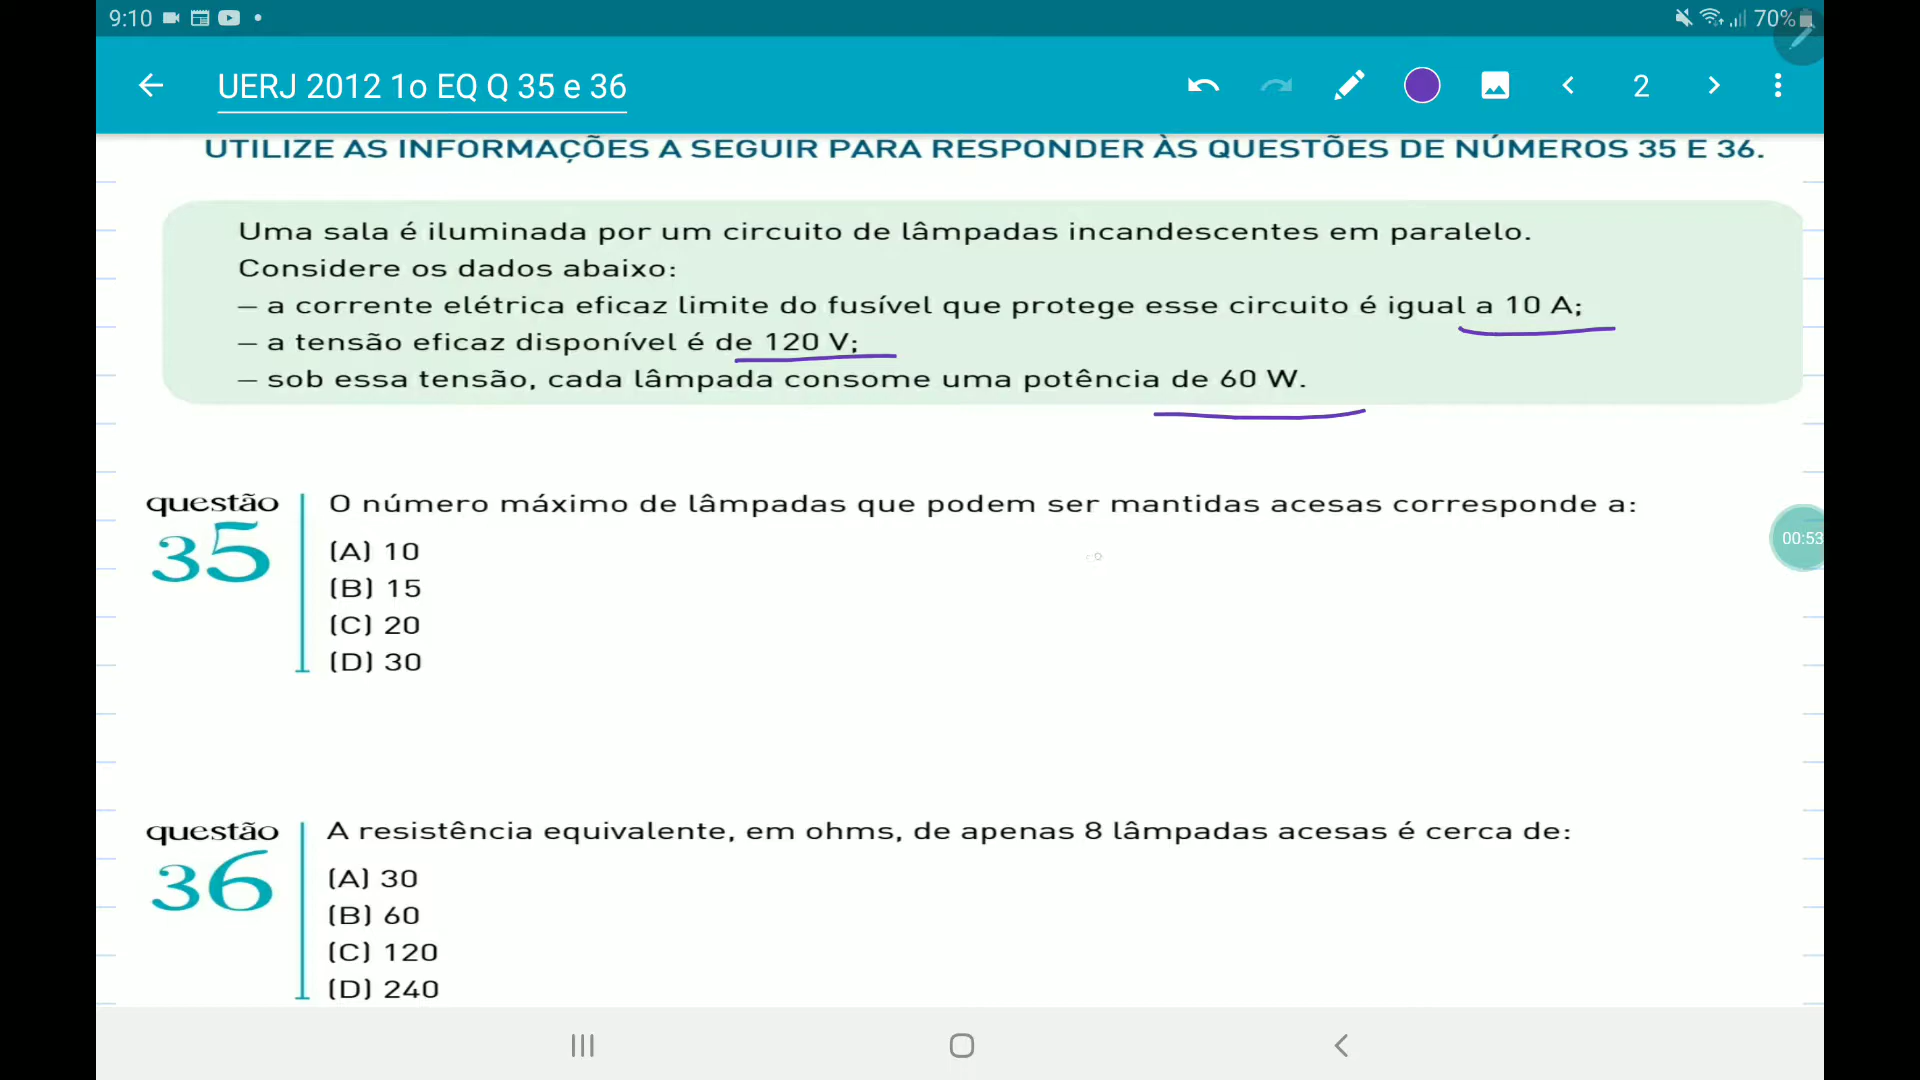 9:10
70%
UERJ 2012 1o EQ Q 35 e 36
2
UTILIZE AS INFORMAÇÕES A SEGUIR PARA RESPONDER ÀS QUESTÕES DE NÚMEROS 35 E 36.
Uma sala é iluminada por um circuito de lâmpadas incandescentes em paralelo.
Considere os dados abaixo:
– a corrente elétrica eficaz limite do fusível que protege esse circuito é igual a 10 A;
– a tensão eficaz disponível é de 120 V;
– sob essa tensão, cada lâmpada consome uma potência de 60 W.
questão
35
O número máximo de lâmpadas que podem ser mantidas acesas corresponde a:
(A) 10
(B) 15
(C) 20
(D) 30
00:53
questão
36
A resistência equivalente, em ohms, de apenas 8 lâmpadas acesas é cerca de:
(A) 30
(B) 60
(C) 120
(D) 240